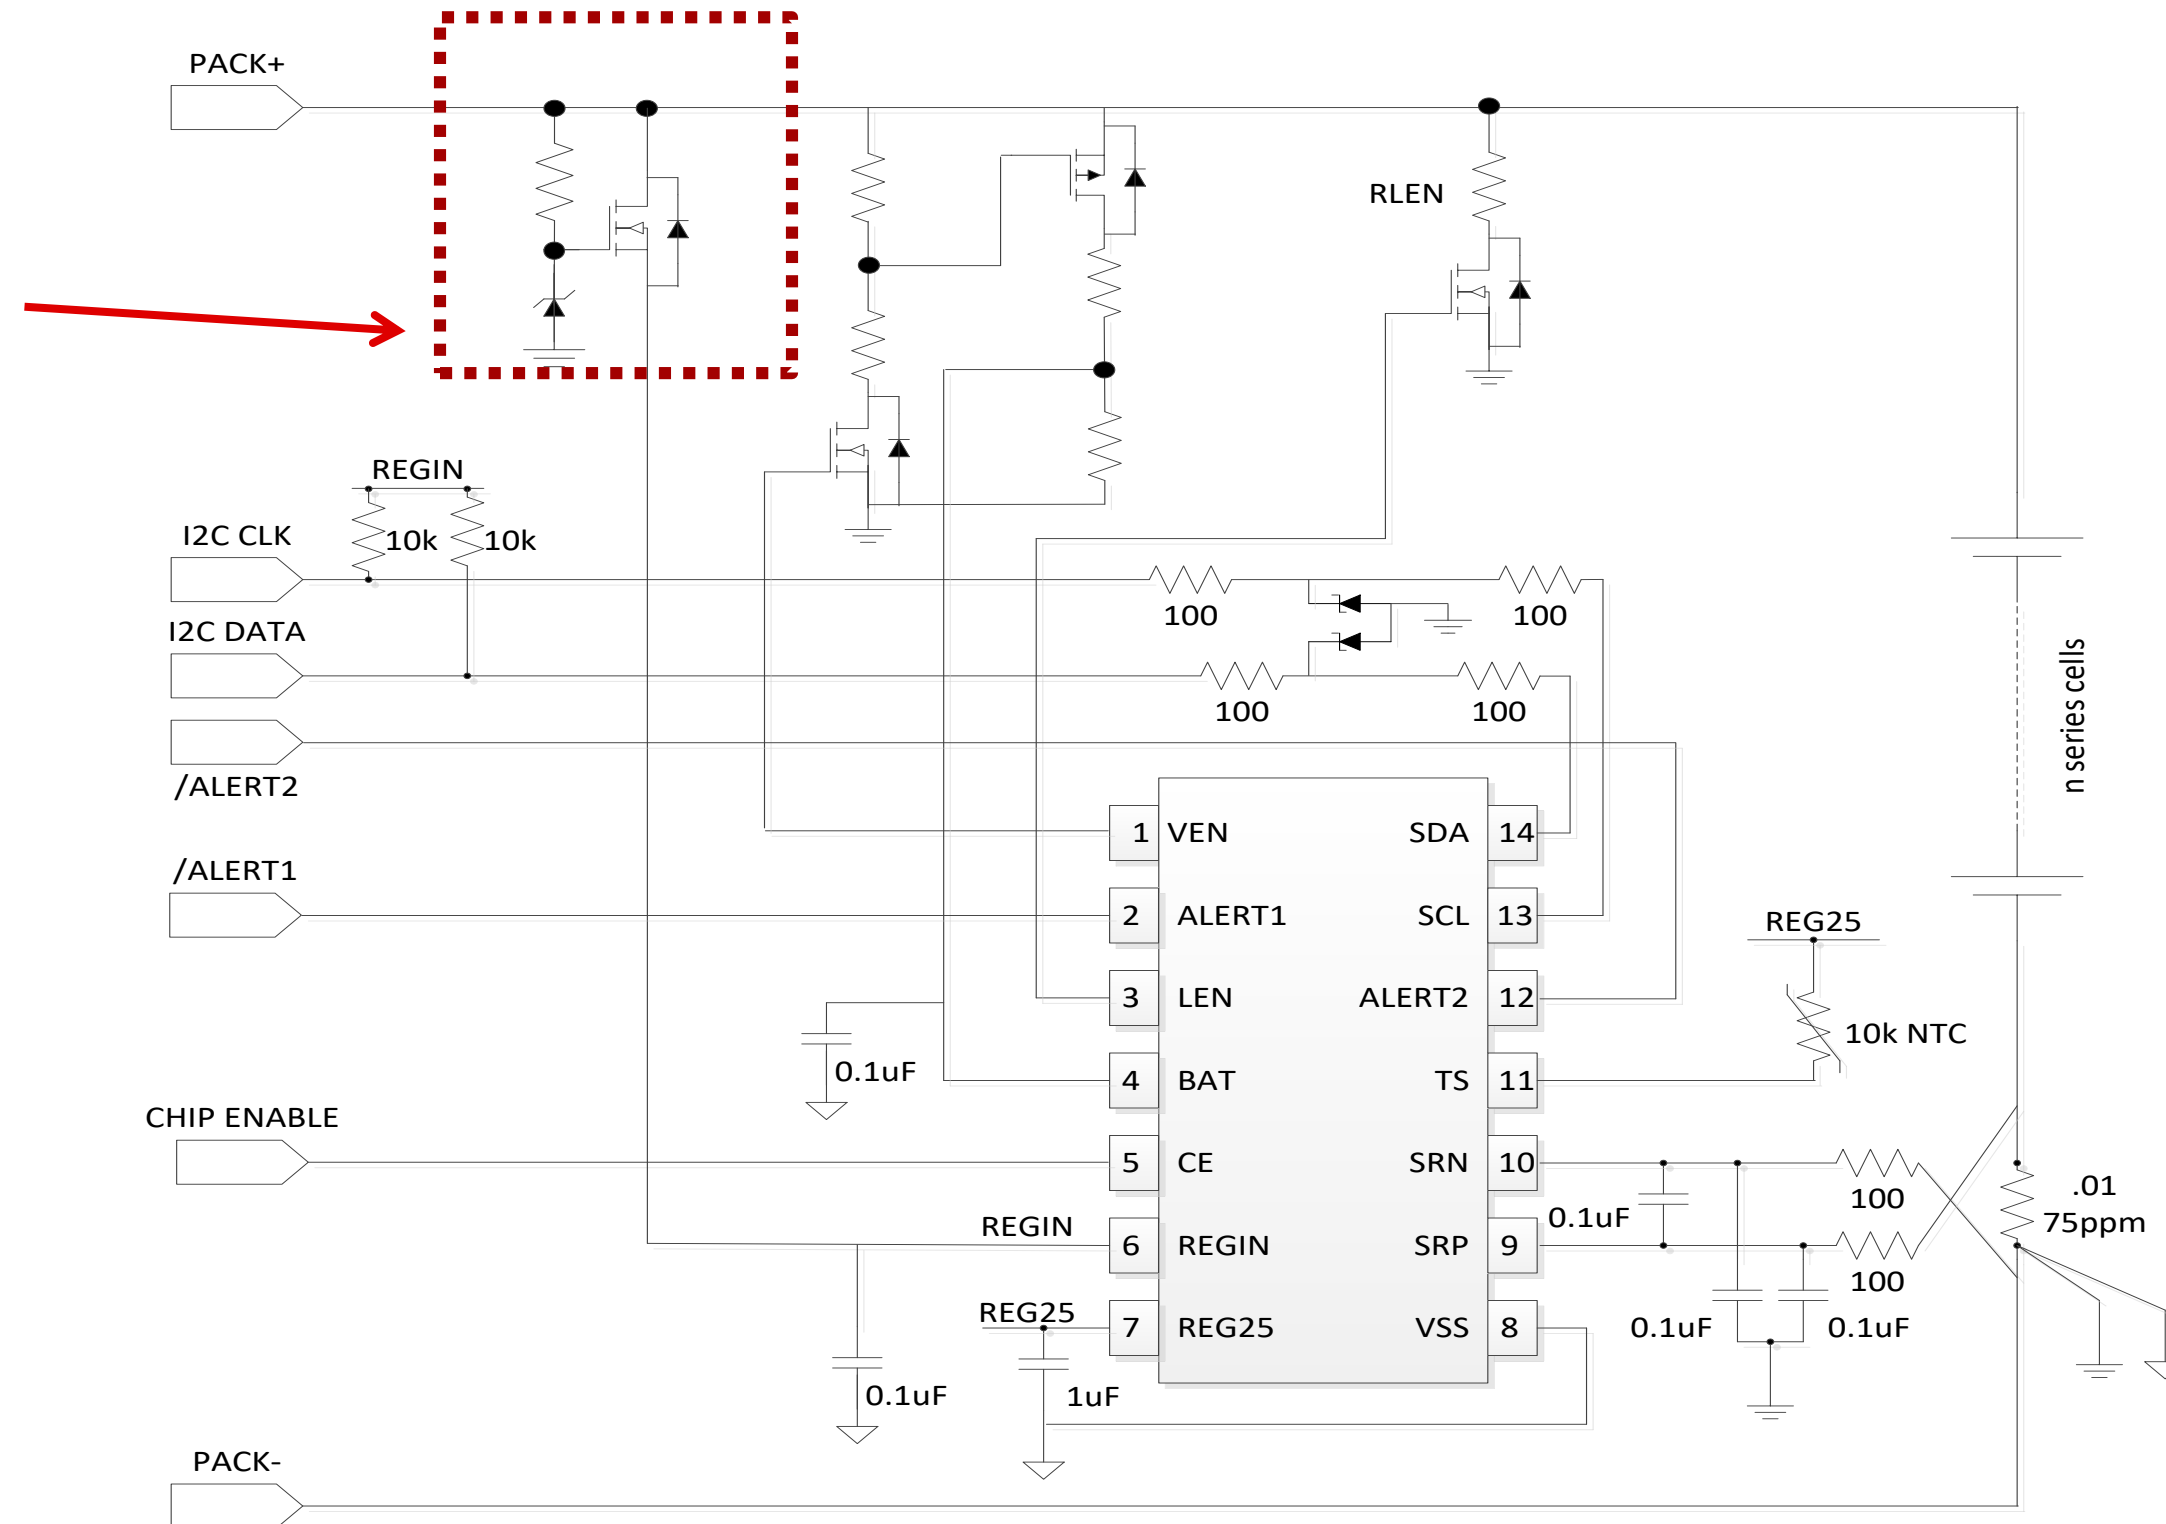 PACK+
RLEN
REGIN
10k
10k
I2C CLK
100
100
I2C DATA
100
100
n series cells
/ALERT2
/ALERT1
1 VEN
SDA 14
2 ALERT1
SCL 13
REG25
3 LEN
ALERT2 12
10k NTC
0.1uF
4 BAT
TS 11
CHIP ENABLE
5 CE
SRN 10
100
.01
75ppm
0.1uF
REGIN
6 REGIN
SRP 9
100
REG25
7 REG25
VSS 8
0.1uF
0.1uF
0.1uF
1uF
PACK-